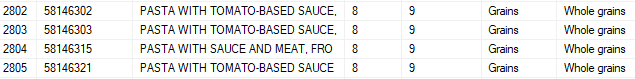 2802 58146302 PASTA WITH TOMATO-BASED SAUCE, 8 9 Grains Whole grains
2803 58146303 PASTA WITH TOMATO-BASED SAUCE, 8 9 Grains Whole grains
2804 58146315 PASTA WITH SAUCE AND MEAT, FRO 8 9 Grains Whole grains
2805 58146321 PASTA WITH TOMATO-BASED SAUCE 8 9 Grains Whole grains